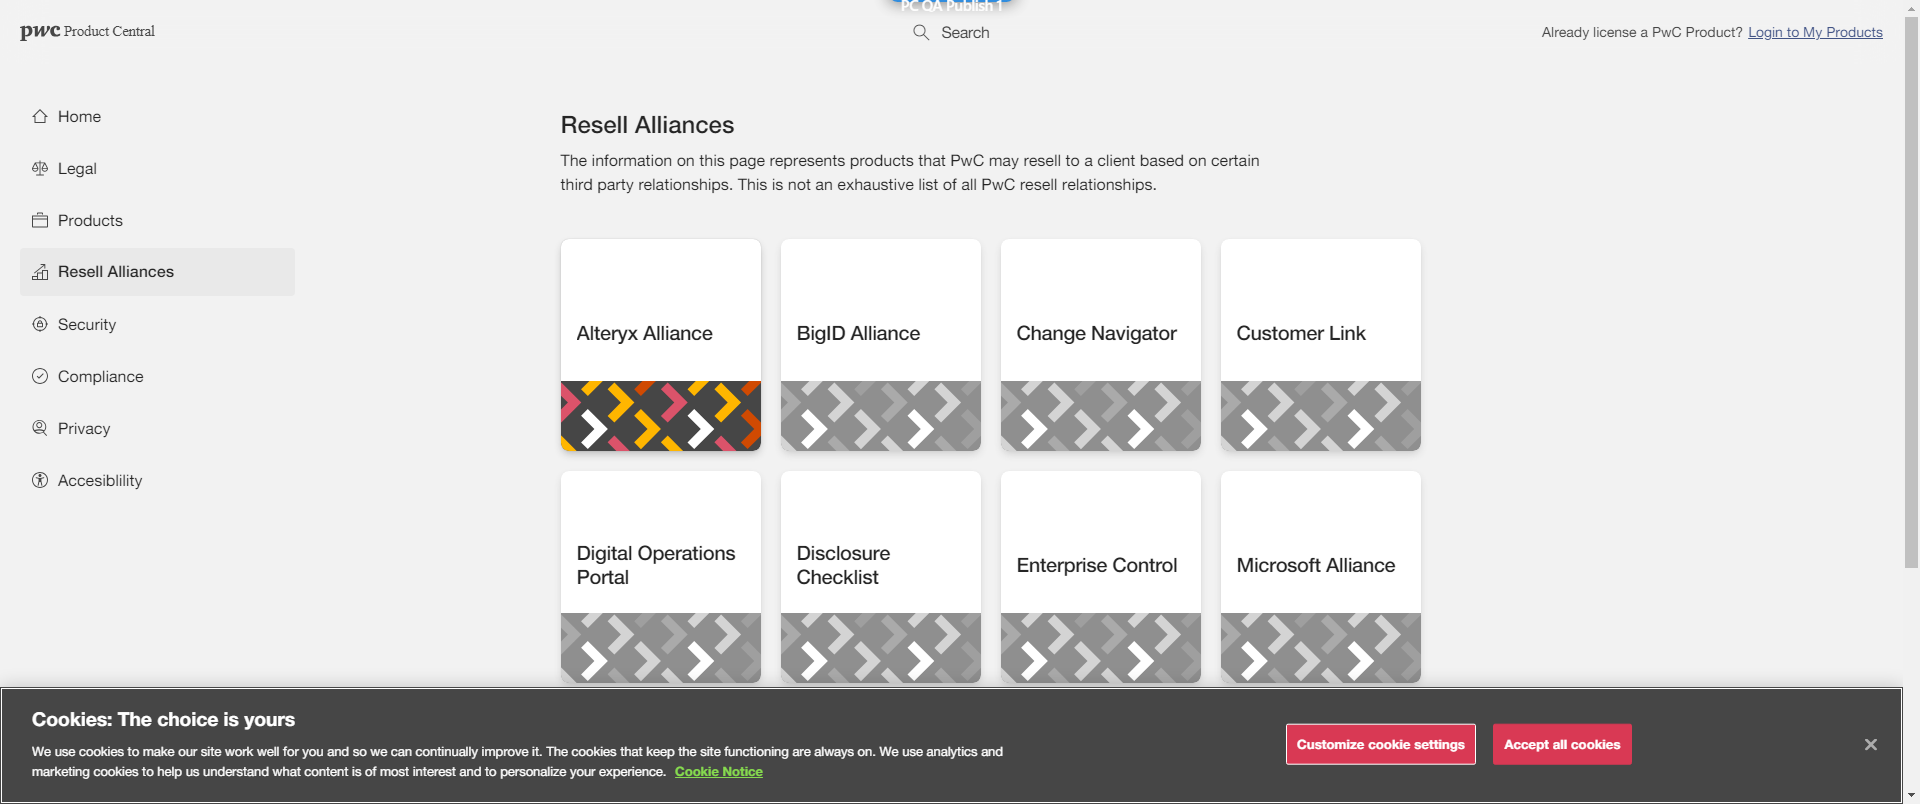 PC QA Publish 1
pwc Product Central
Search
Already license a PwC Product? Login to My Products
Home
Legal
Products
Resell Alliances
Security
Compliance
Privacy
Accesiblility
Resell Alliances
The information on this page represents products that PwC may resell to a client based on certain
third party relationships. This is not an exhaustive list of all PwC resell relationships.
Alteryx Alliance
BigID Alliance
Change Navigator
Customer Link
Digital Operations
Portal
Disclosure
Checklist
Enterprise Control
Microsoft Alliance
Cookies: The choice is yours
We use cookies to make our site work well for you and so we can continually improve it. The cookies that keep the site functioning are always on. We use analytics and
marketing cookies to help us understand what content is of most interest and to personalize your experience. Cookie Notice
Customize cookie settings
Accept all cookies